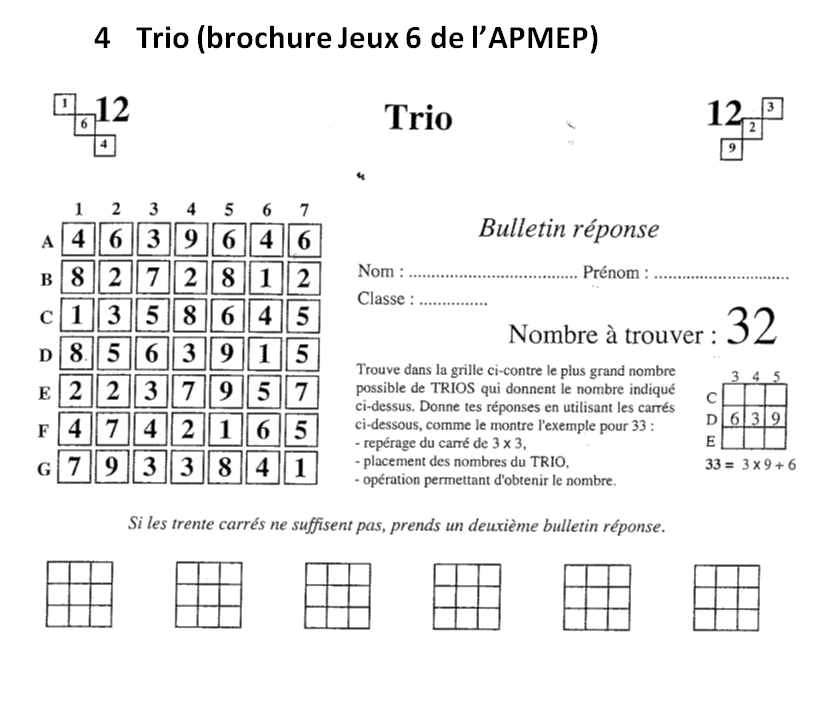 4 Trio (brochure Jeux 6 de l'APMEP)
1 12
6
4
Trio
12 3
2
9
1 2 3 4 5 6 7
A 4 6 3 9 6 4 6
B 8 2 7 2 8 1 2
C 1 3 5 8 6 4 5
D 8 5 6 3 9 1 5
E 2 2 3 7 9 5 7
F 4 7 4 2 1 6 5
G 7 9 3 3 8 4 1
Bulletin réponse
Nom : .................................. Prénom : ............................
Classe : ..............
Nombre à trouver : 32
Trouve dans la grille ci-contre le plus grand nombre
possible de TRIOS qui donnent le nombre indiqué
ci-dessus. Donne tes réponses en utilisant les carrés
ci-dessous, comme le montre l'exemple pour 33 :
- repérage du carré de 3 x 3,
- placement des nombres du TRIO,
- opération permettant d'obtenir le nombre.
3 4 5
C
D 6 3 9
E
33 = 3 x 9 + 6
Si les trente carrés ne suffisent pas, prends un deuxième bulletin réponse.